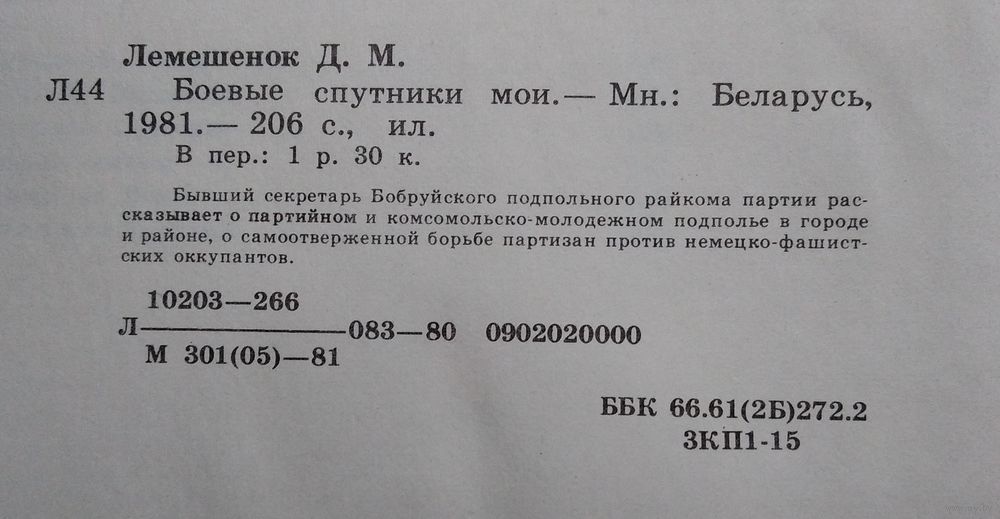 Лемешенок Д. М.
Л44 Боевые спутники мои.— Мн.: Беларусь,
1981.— 206 с., ил.
В пер.: 1 р. 30 к.
Бывший секретарь Бобруйского подпольного райкома партии рас-
сказывает о партийном и комсомольско-молодежном подполье в городе
и районе, о самоотверженной борьбе партизан против немецко-фашист-
ских оккупантов.
10203—266
Л————083—80 0902020000
М 301(05)—81
ББК 66.61(2Б)272.2
3КП1-15